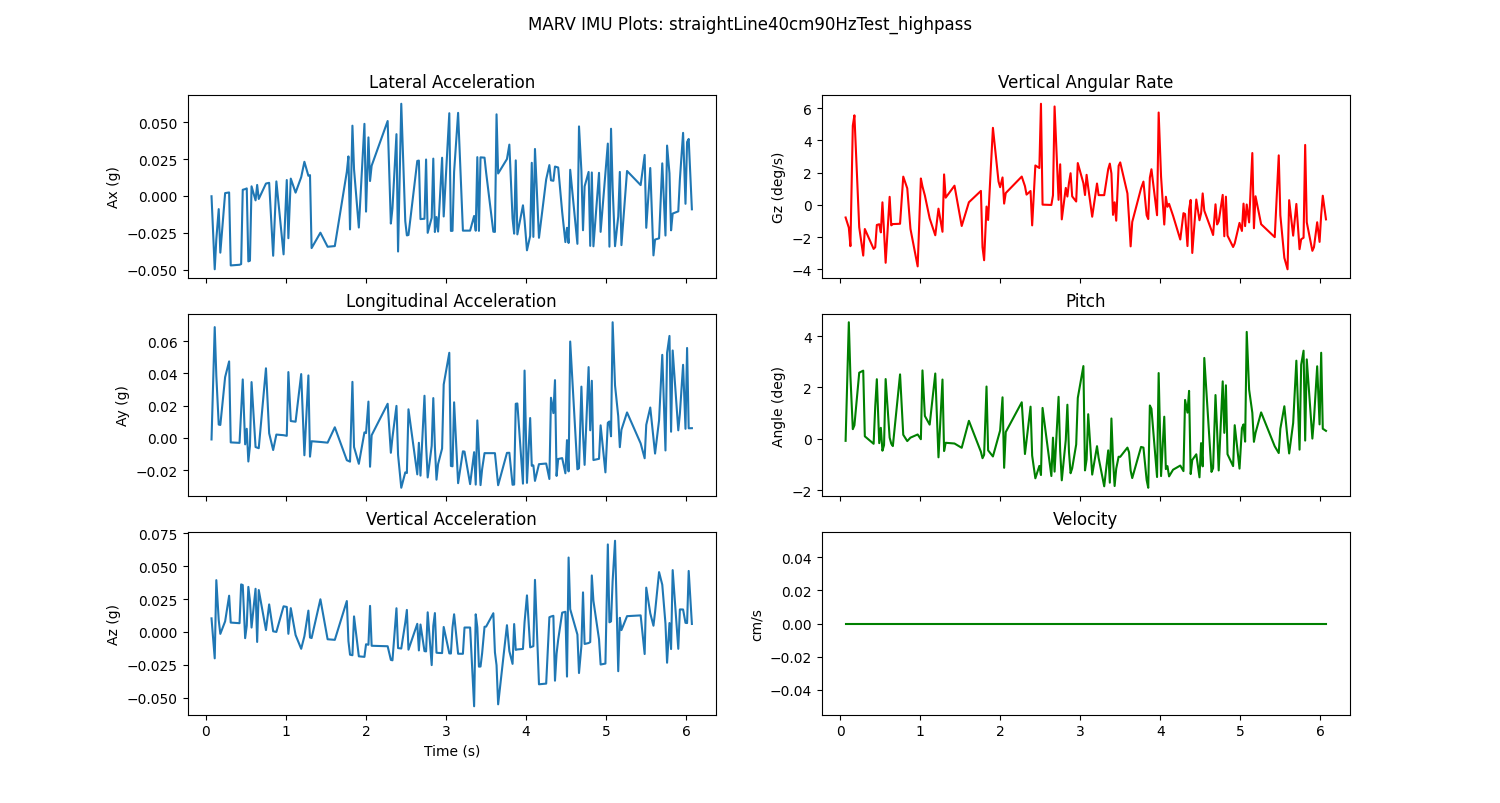 MARV IMU Plots: straightLine40cm90HzTest_highpass
Lateral Acceleration
Ax (g)
0.050
0.025
0.000
−0.025
−0.050
Vertical Angular Rate
Gz (deg/s)
6
4
2
0
−2
−4
Longitudinal Acceleration
Ay (g)
0.06
0.04
0.02
0.00
−0.02
Pitch
Angle (deg)
4
2
0
−2
Vertical Acceleration
Az (g)
0.075
0.050
0.025
0.000
−0.025
−0.050
0 1 2 3 4 5 6
Time (s)
Velocity
cm/s
0.04
0.02
0.00
−0.02
−0.04
0 1 2 3 4 5 6